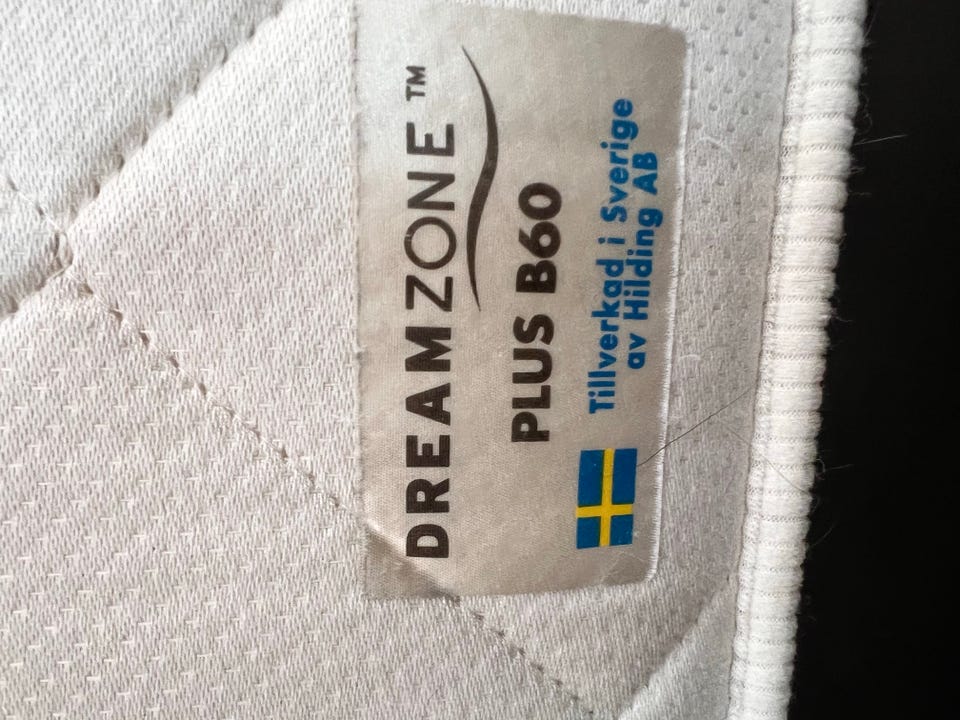 DREAMZONE™
PLUS B60
Tillverkad i Sverige
av Hilding AB